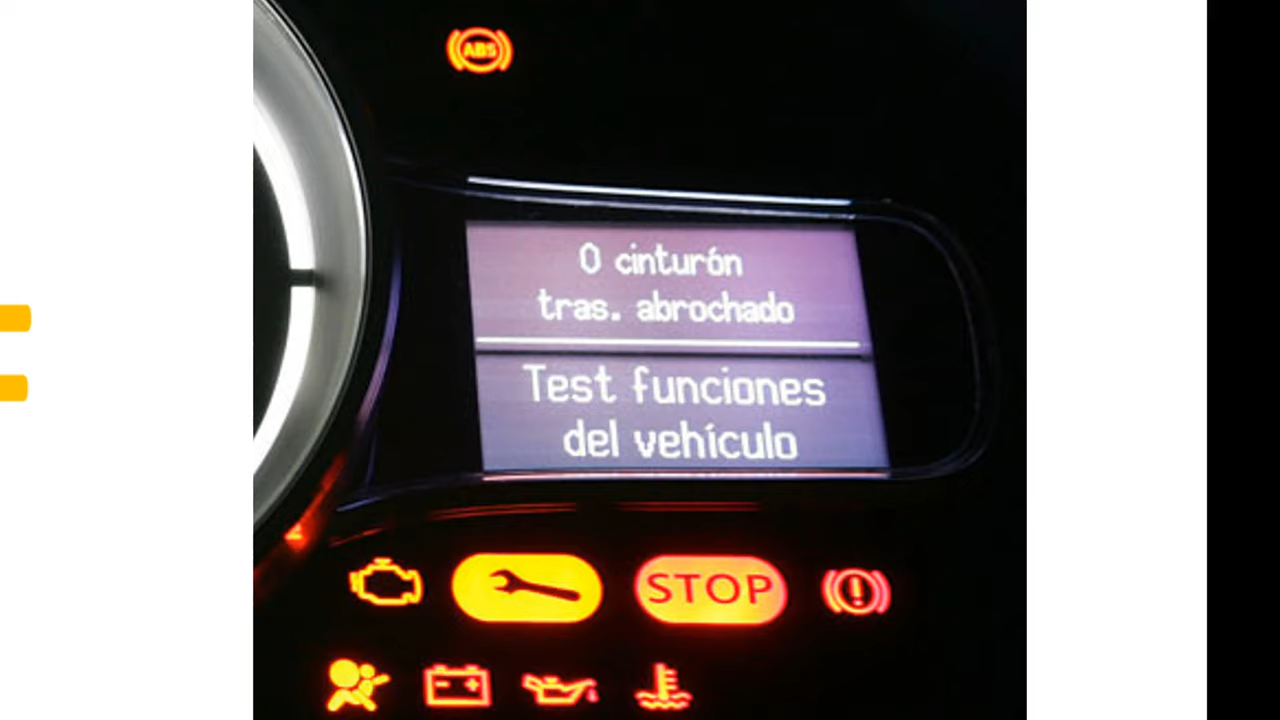 ABS
0 cinturón
tras. abrochado
Test funciones
del vehículo
STOP